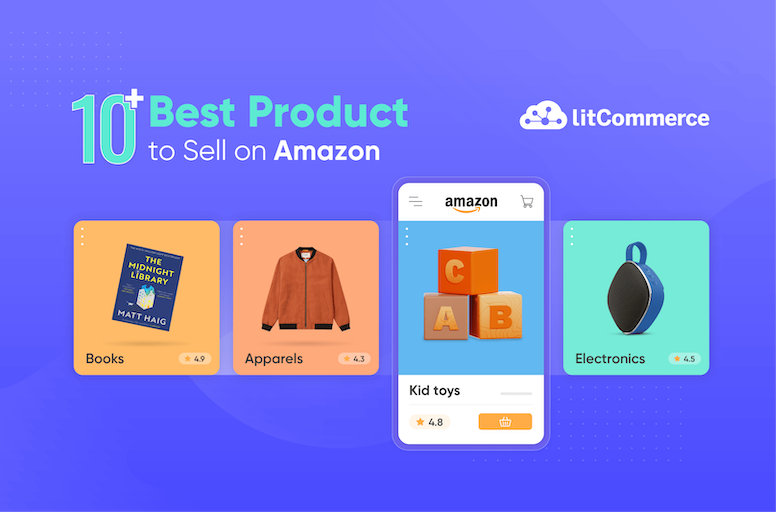 10+ Best Product
to Sell on Amazon
litCommerce
amazon
THE
MIDNIGHT
LIBRARY
MATT HAIG
Books
4.9
Apparels
4.3
C
A
B
Kid toys
4.8
Electronics
4.5